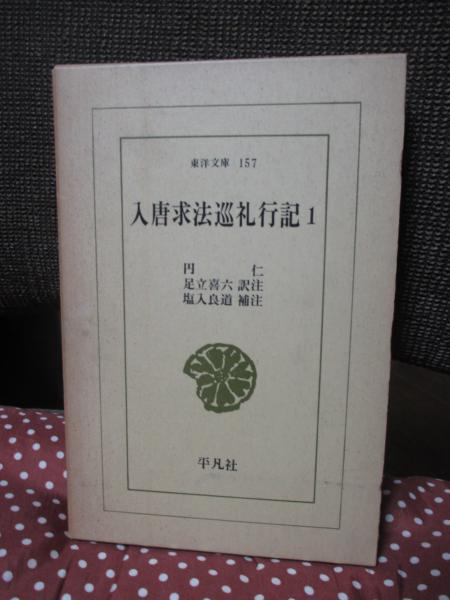 東洋文庫 157
入唐求法巡礼行記 1
円 仁
足立喜六 訳注
塩入良道 補注
平凡社